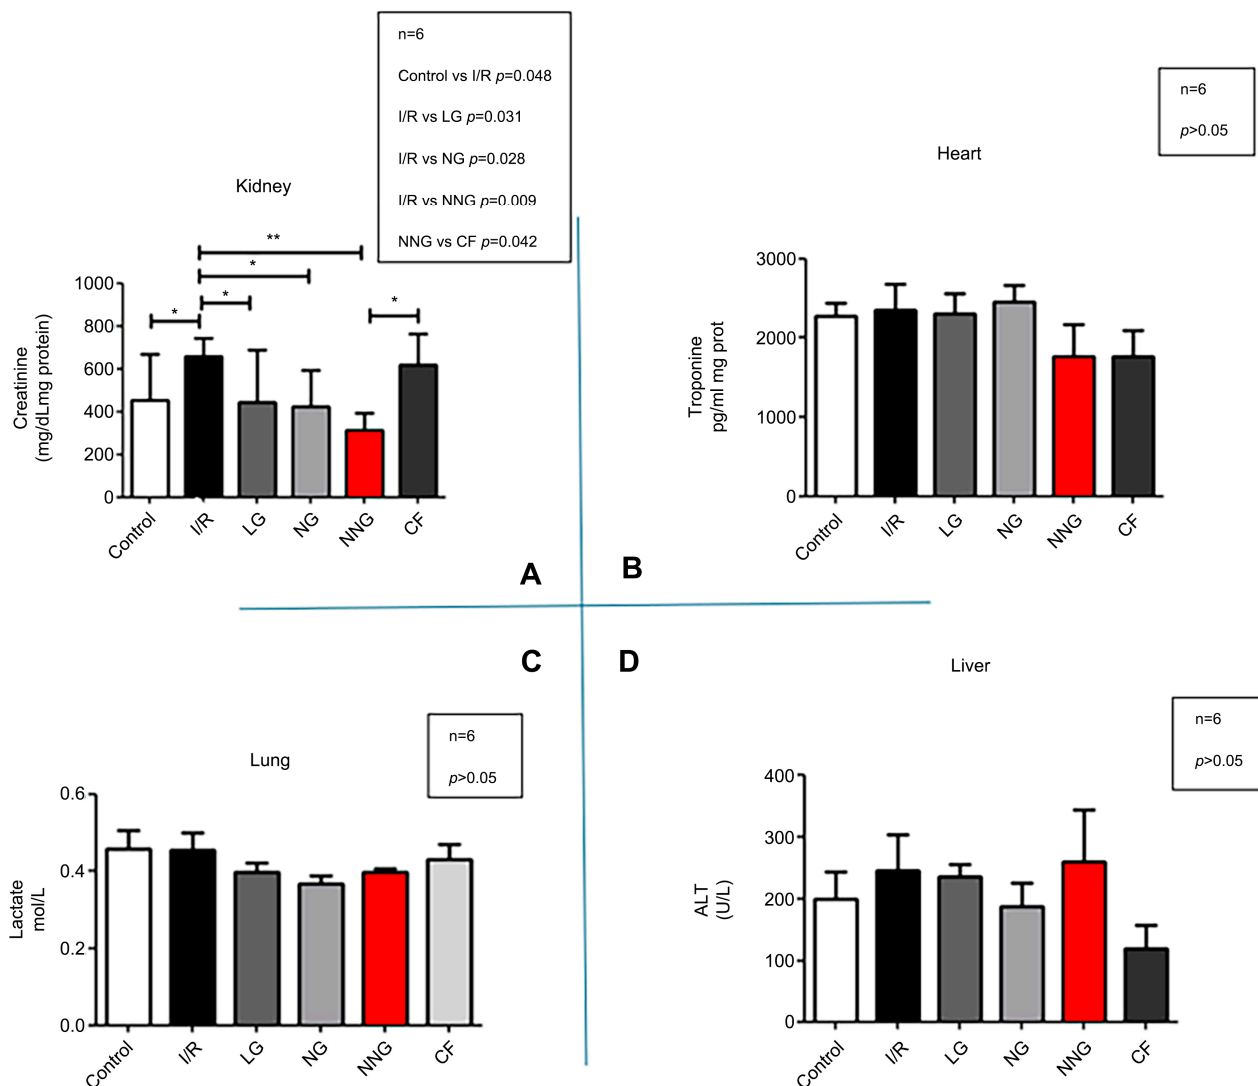 n=6
Control vs I/R p=0.048
I/R vs LG p=0.031
I/R vs NG p=0.028
I/R vs NNG p=0.009
NNG vs CF p=0.042
Kidney
**
*
*
*
*
1000
800
600
400
200
0
Creatinine
(mg/dLmg protein)
Control
I/R
LG
NG
NNG
CF
A
n=6
p>0.05
Heart
3000
2000
1000
0
Troponine
pg/ml mg prot
Control
I/R
LG
NG
NNG
CF
B
C
n=6
p>0.05
Lung
0.6
0.4
0.2
0.0
Lactate
mol/L
Control
I/R
LG
NG
NNG
CF
D
Liver
n=6
p>0.05
400
300
200
100
0
ALT
(U/L)
Control
I/R
LG
NG
NNG
CF